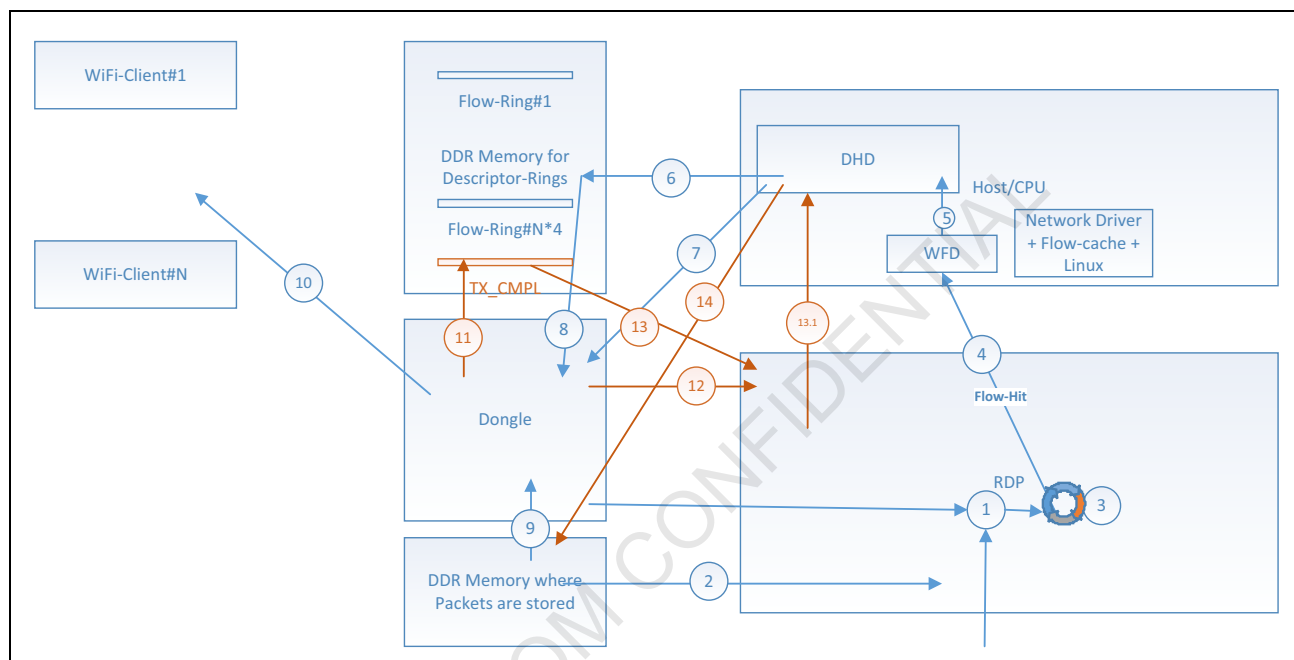 WiFi-Client#1
WiFi-Client#N
10
Flow-Ring#1
DDR Memory for
Descriptor-Rings
Flow-Ring#N*4
TX_CMPL
11
8
Dongle
9
DDR Memory where
Packets are stored
6
7
13
14
12
2
DHD
Host/CPU
5
WFD
Network Driver
+ Flow-cache +
Linux
13.1
4
Flow-Hit
RDP
1
3
OM CONFIDENTIAL